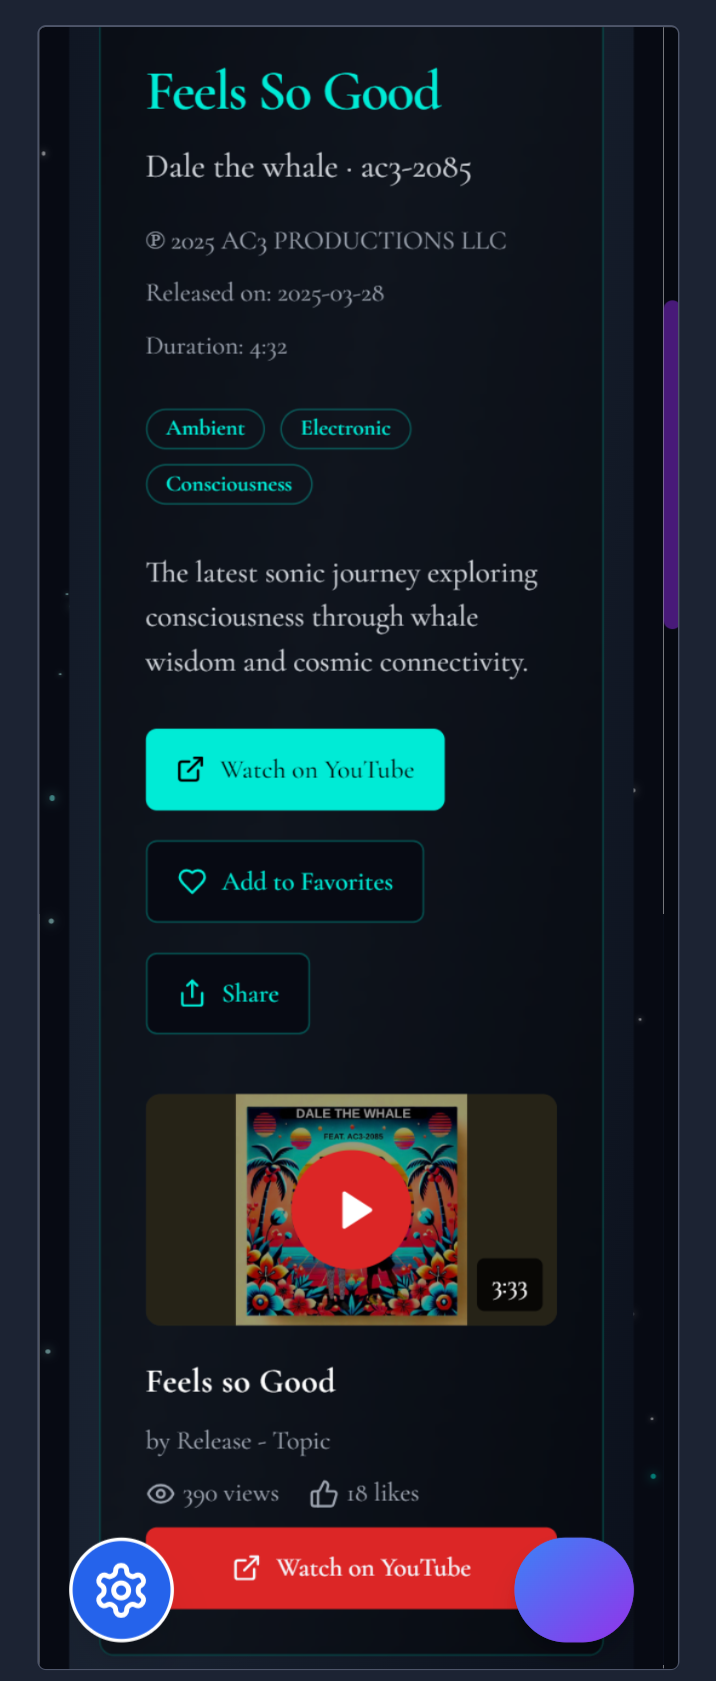 Feels So Good
Dale the whale · ac3-2085
℗ 2025 AC3 PRODUCTIONS LLC
Released on: 2025-03-28
Duration: 4:32
Ambient
Electronic
Consciousness
The latest sonic journey exploring
consciousness through whale
wisdom and cosmic connectivity.
Watch on YouTube
Add to Favorites
Share
DALE THE WHALE
FEAT. AC3-2085
3:33
Feels so Good
by Release - Topic
390 views
18 likes
Watch on YouTube